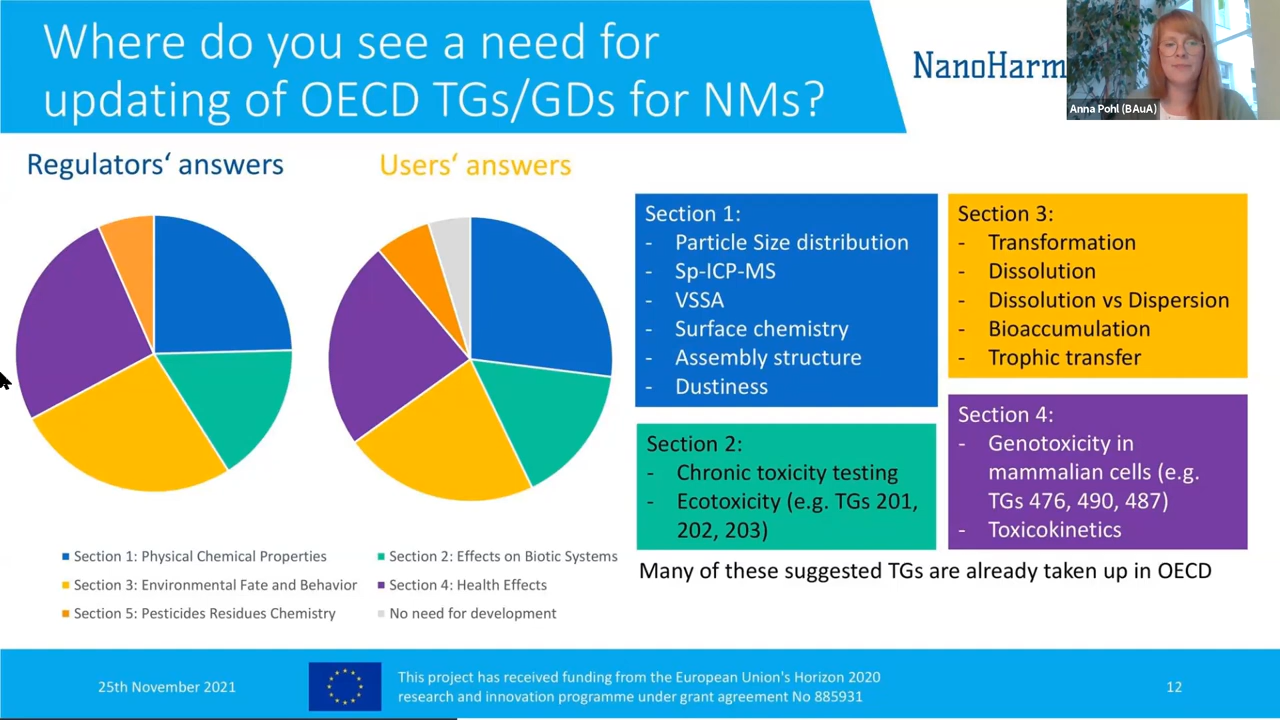 Where do you see a need for
updating of OECD TGs/GDs for NMs?
NanoHarm
Anna Pohl (BAuA)
Regulators‘ answers
Users‘ answers
Section 1: Physical Chemical Properties
Section 2: Effects on Biotic Systems
Section 3: Environmental Fate and Behavior
Section 4: Health Effects
Section 5: Pesticides Residues Chemistry
No need for development
Section 1:
- Particle Size distribution
- Sp-ICP-MS
- VSSA
- Surface chemistry
- Assembly structure
- Dustiness
Section 2:
- Chronic toxicity testing
- Ecotoxicity (e.g. TGs 201,
202, 203)
Section 3:
- Transformation
- Dissolution
- Dissolution vs Dispersion
- Bioaccumulation
- Trophic transfer
Section 4:
- Genotoxicity in
mammalian cells (e.g.
TGs 476, 490, 487)
- Toxicokinetics
Many of these suggested TGs are already taken up in OECD
25th November 2021
This project has received funding from the European Union's Horizon 2020
research and innovation programme under grant agreement No 885931
12